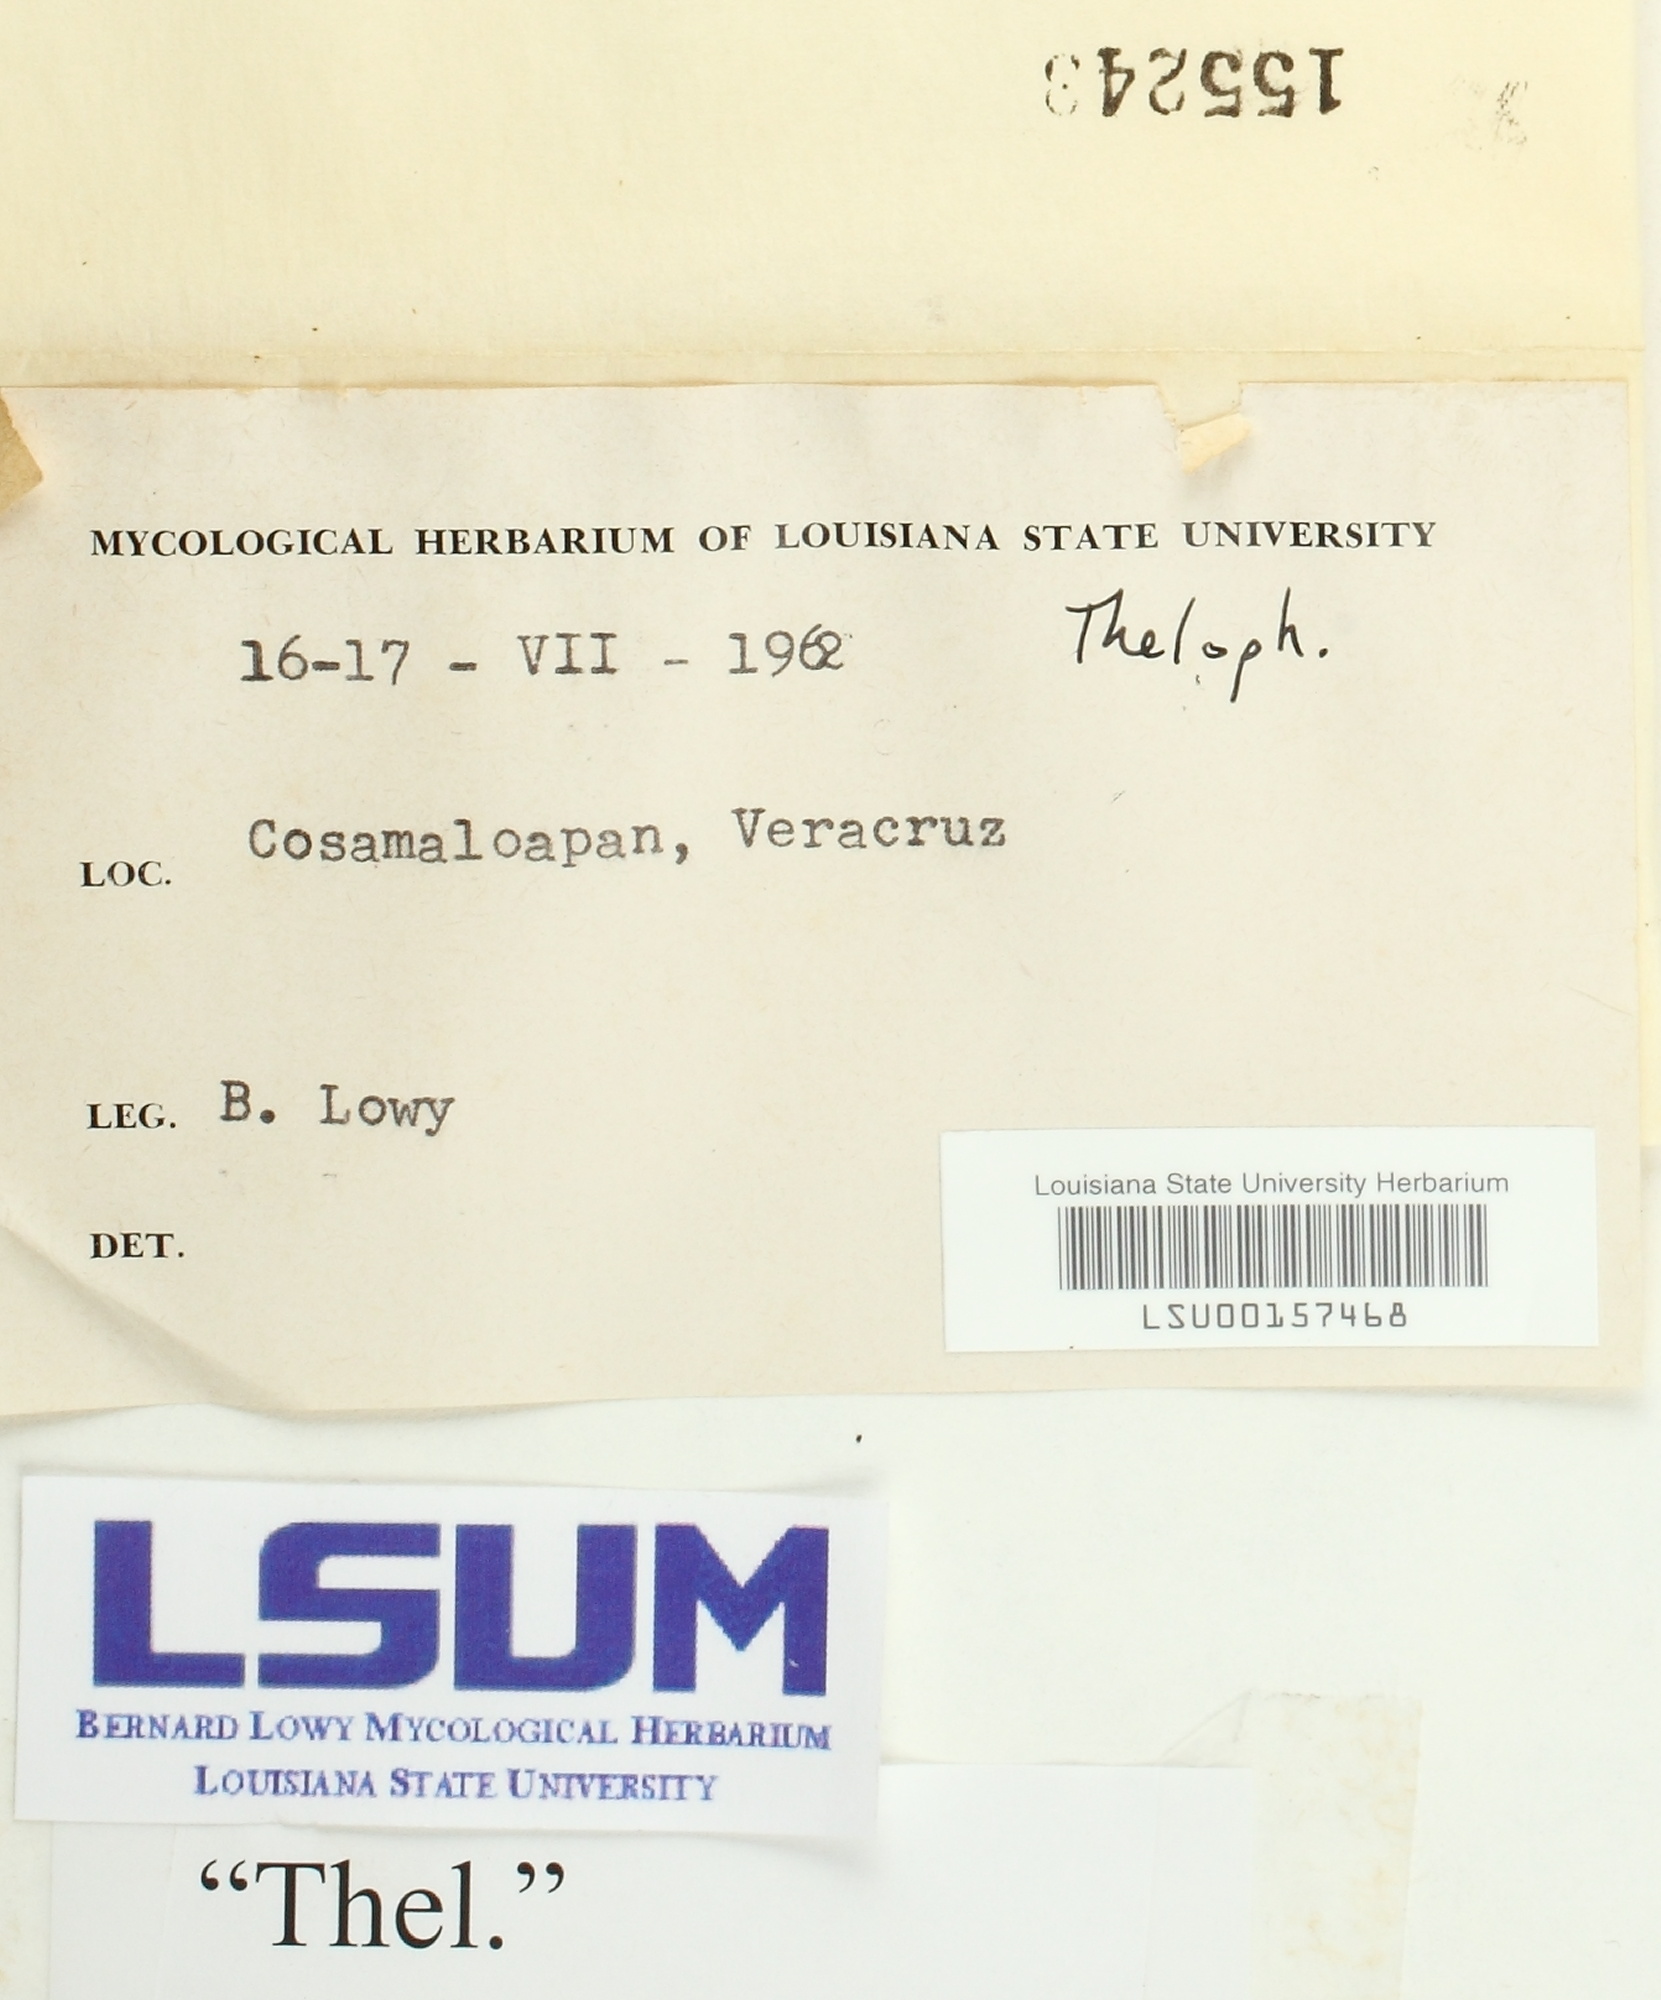 155243
MYCOLOGICAL HERBARIUM OF LOUISIANA STATE UNIVERSITY
16-17 - VII - 1962
Theloph.
LOC. Cosamaloapan, Veracruz
LEG. B. Lowy
DET.
Louisiana State University Herbarium
LSU00157468
LSUM
BERNARD LOWY MYCOLOGICAL HERBARIUM
LOUISIANA STATE UNIVERSITY
“Thel.”